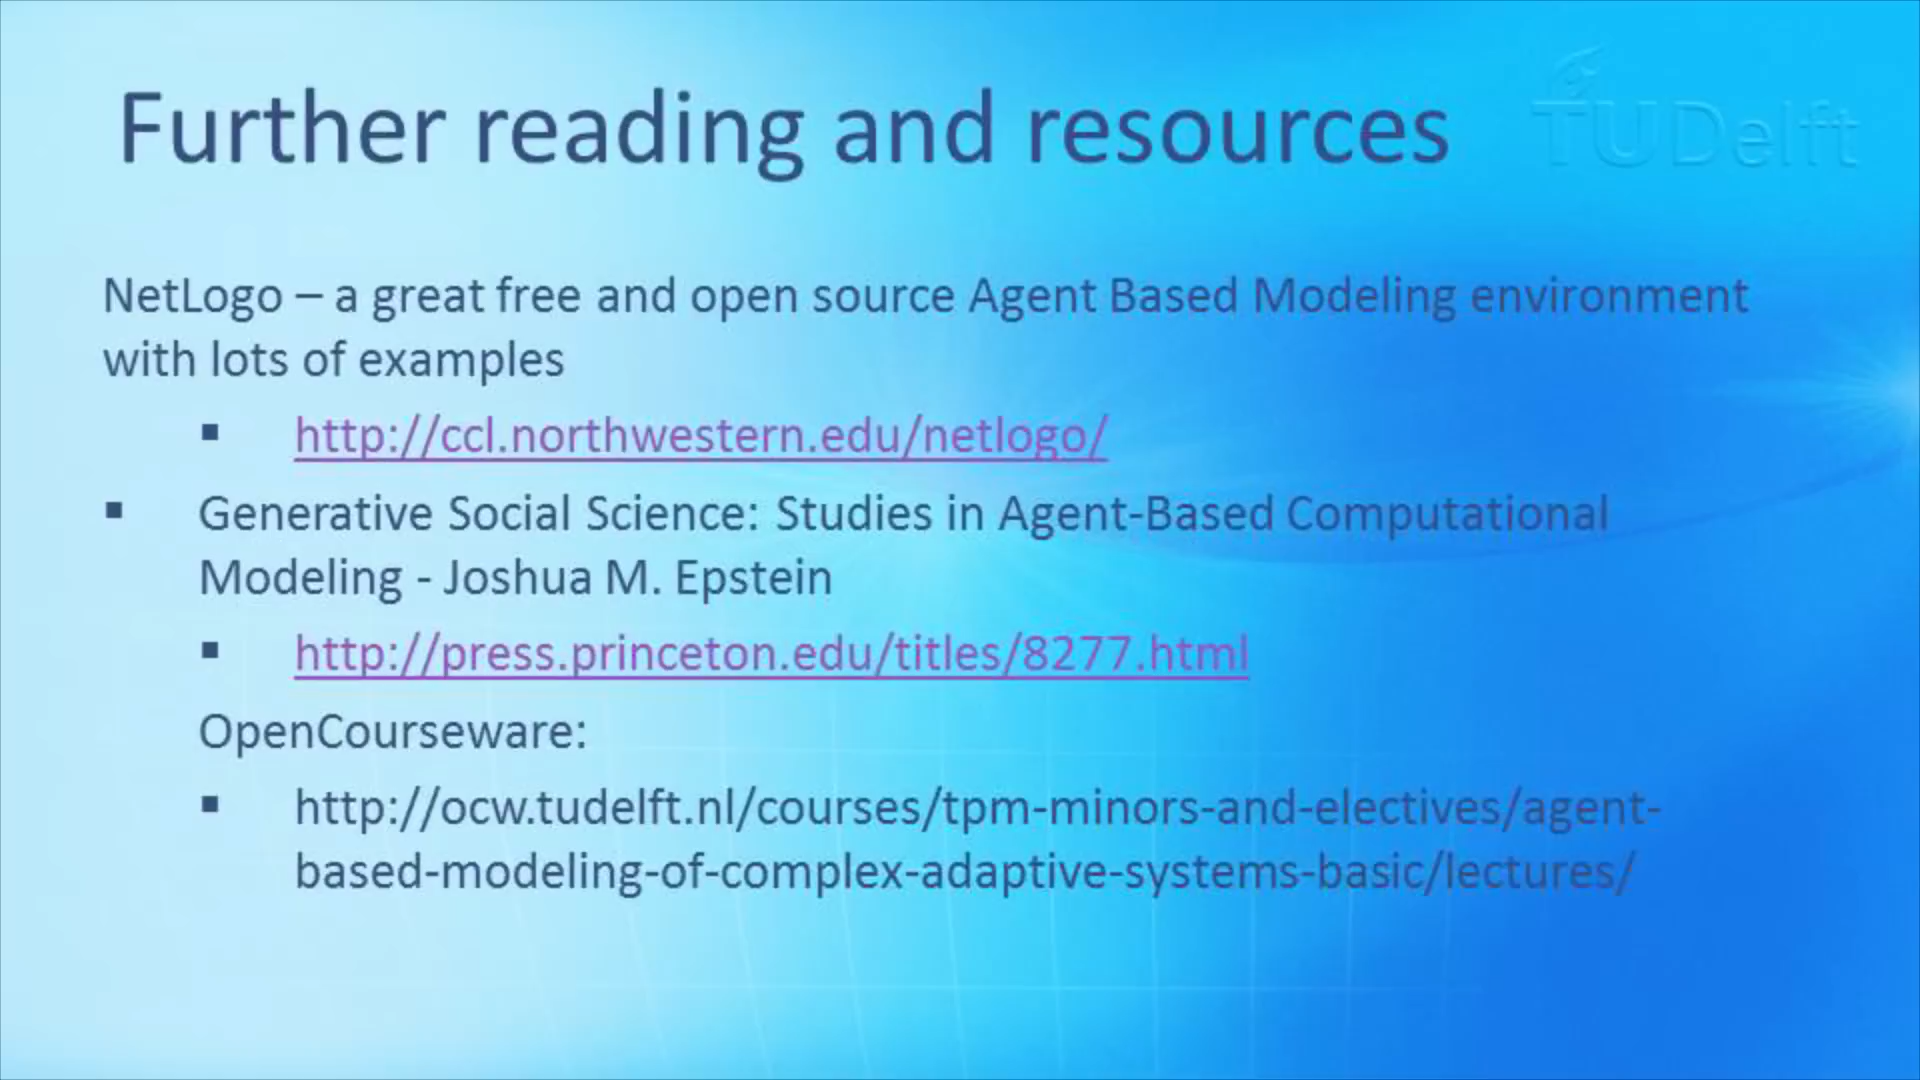 Further reading and resources
TUDelft
NetLogo – a great free and open source Agent Based Modeling environment
with lots of examples
▪ http://ccl.northwestern.edu/netlogo/
▪ Generative Social Science: Studies in Agent-Based Computational
Modeling - Joshua M. Epstein
▪ http://press.princeton.edu/titles/8277.html
OpenCourseware:
▪ http://ocw.tudelft.nl/courses/tpm-minors-and-electives/agent-
based-modeling-of-complex-adaptive-systems-basic/lectures/